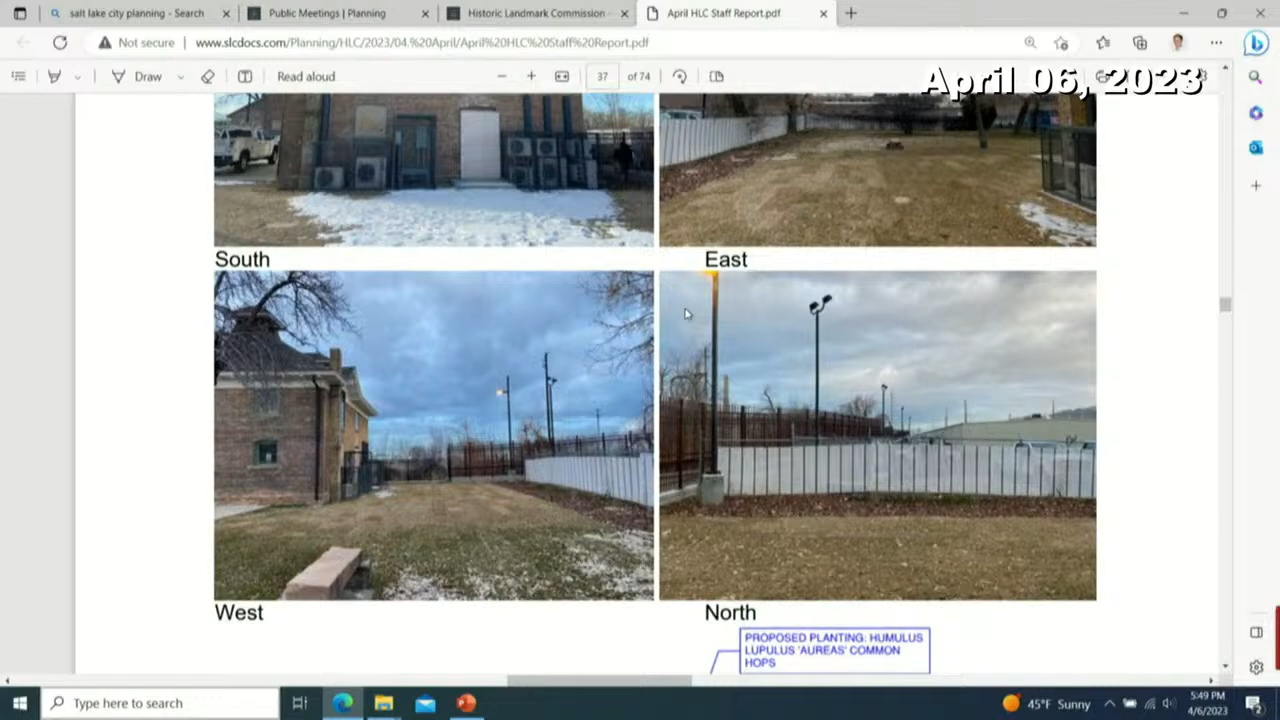 salt lake city planning - Search
Public Meetings | Planning
Historic Landmark Commission
April HLC Staff Report.pdf
Not secure
www.slcdocs.com/Planning/HLC/2023/04.%20April/April%20HLC%20Staff%20Report.pdf
Draw
Read aloud
37
of 74
April 06, 2023
South
East
West
North
PROPOSED PLANTING: HUMULUS
LUPULUS 'AUREAS' COMMON
HOPS
Type here to search
45°F Sunny
5:49 PM
4/6/2023
2